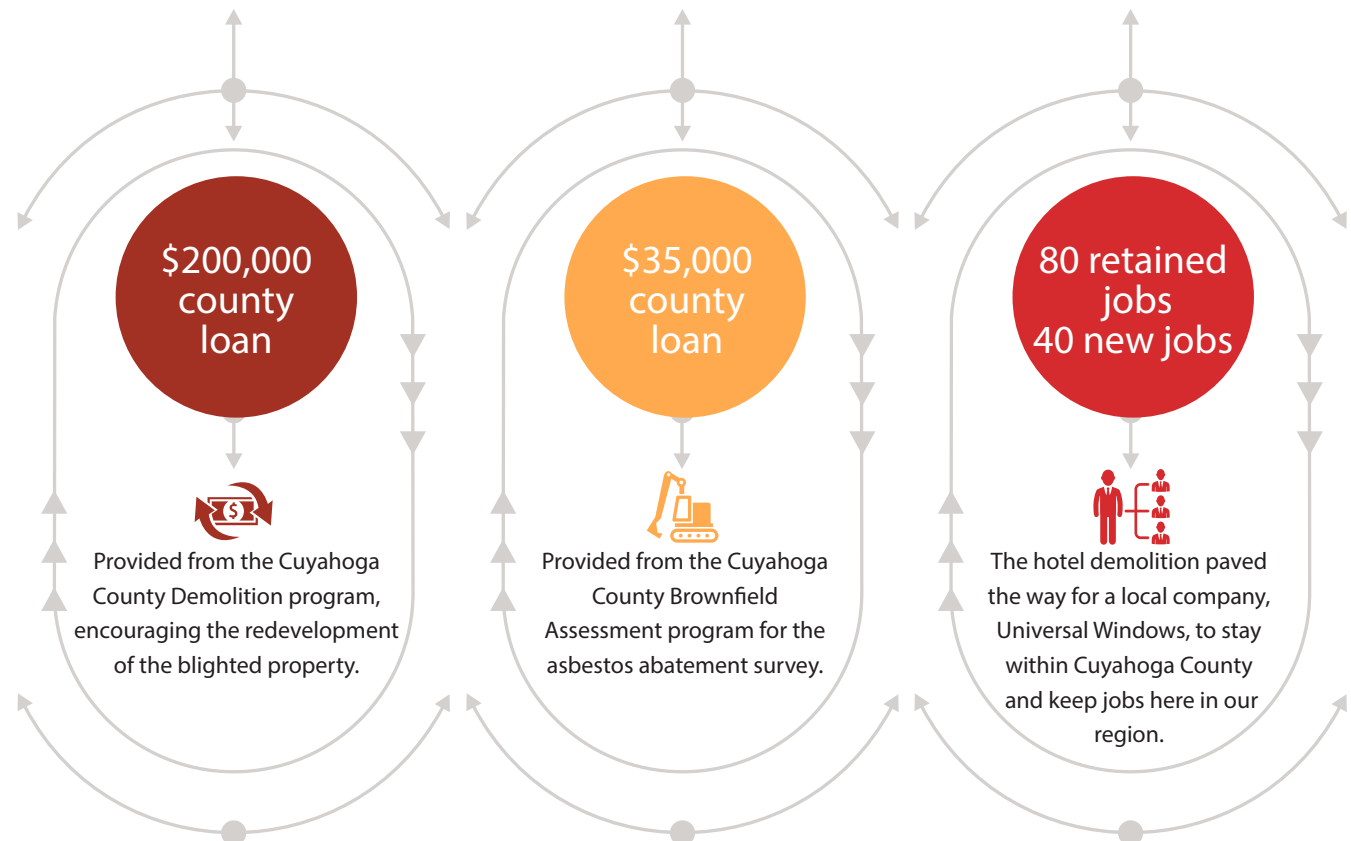 $200,000
county
loan
Provided from the Cuyahoga
County Demolition program,
encouraging the redevelopment
of the blighted property.
$35,000
county
loan
Provided from the Cuyahoga
County Brownfield
Assessment program for the
asbestos abatement survey.
80 retained
jobs
40 new jobs
The hotel demolition paved
the way for a local company,
Universal Windows, to stay
within Cuyahoga County
and keep jobs here in our
region.